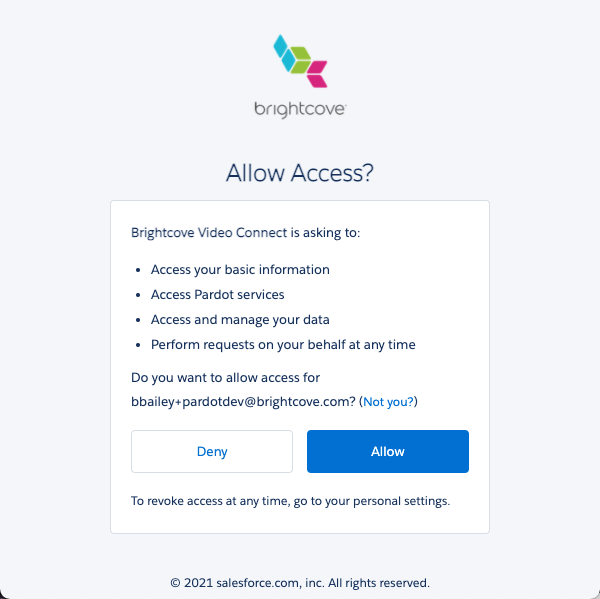 brightcove
Allow Access?
Brightcove Video Connect is asking to:
• Access your basic information
• Access Pardot services
• Access and manage your data
• Perform requests on your behalf at any time
Do you want to allow access for
bbailey+pardotdev@brightcove.com? (Not you?)
Deny
Allow
To revoke access at any time, go to your personal settings.
© 2021 salesforce.com, inc. All rights reserved.